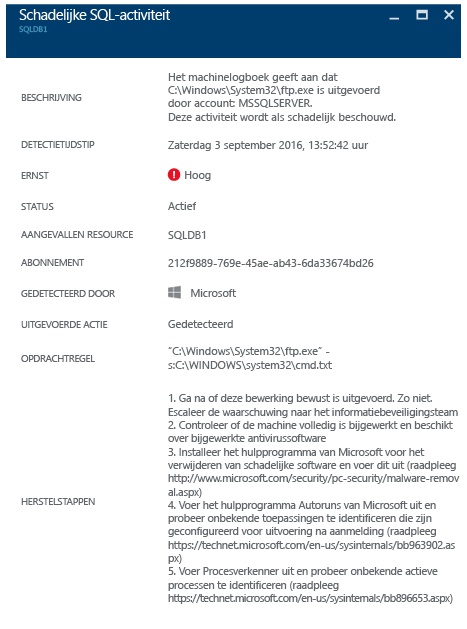 Schadelijke SQL-activiteit
SQLDB1
BESCHRIJVING
Het machinelogboek geeft aan dat
C:\Windows\System32\ftp.exe is uitgevoerd
door account: MSSQLSERVER.
Deze activiteit wordt als schadelijk beschouwd.
DETECTIETIJDSTIP
Zaterdag 3 september 2016, 13:52:42 uur
ERNST
Hoog
STATUS
Actief
AANGEVALLEN RESOURCE
SQLDB1
ABONNEMENT
212f9889-769e-45ae-ab43-6da33674bd26
GEDETECTEERD DOOR
Microsoft
UITGEVOERDE ACTIE
Gedetecteerd
OPDRACHTREGEL
"C:\Windows\System32\ftp.exe" -
s:C:\WINDOWS\system32\cmd.txt
HERSTELSTAPPEN
1. Ga na of deze bewerking bewust is uitgevoerd. Zo niet.
Escaleer de waarschuwing naar het informatiebeveiligingsteam
2. Controleer of de machine volledig is bijgewerkt en beschikt
over bijgewerkte antivirussoftware
3. Installeer het hulpprogramma van Microsoft voor het
verwijderen van schadelijke software en voer dit uit (raadpleeg
http://www.microsoft.com/security/pc-security/malware-remov
al.aspx)
4. Voer het hulpprogramma Autoruns van Microsoft uit en
probeer onbekende toepassingen te identificeren die zijn
geconfigureerd voor uitvoering na aanmelding (raadpleeg
https://technet.microsoft.com/en-us/sysinternals/bb963902.as
px)
5. Voer Procesverkenner uit en probeer onbekende actieve
processen te identificeren (raadpleeg
https://technet.microsoft.com/en-us/sysinternals/bb896653.aspx)